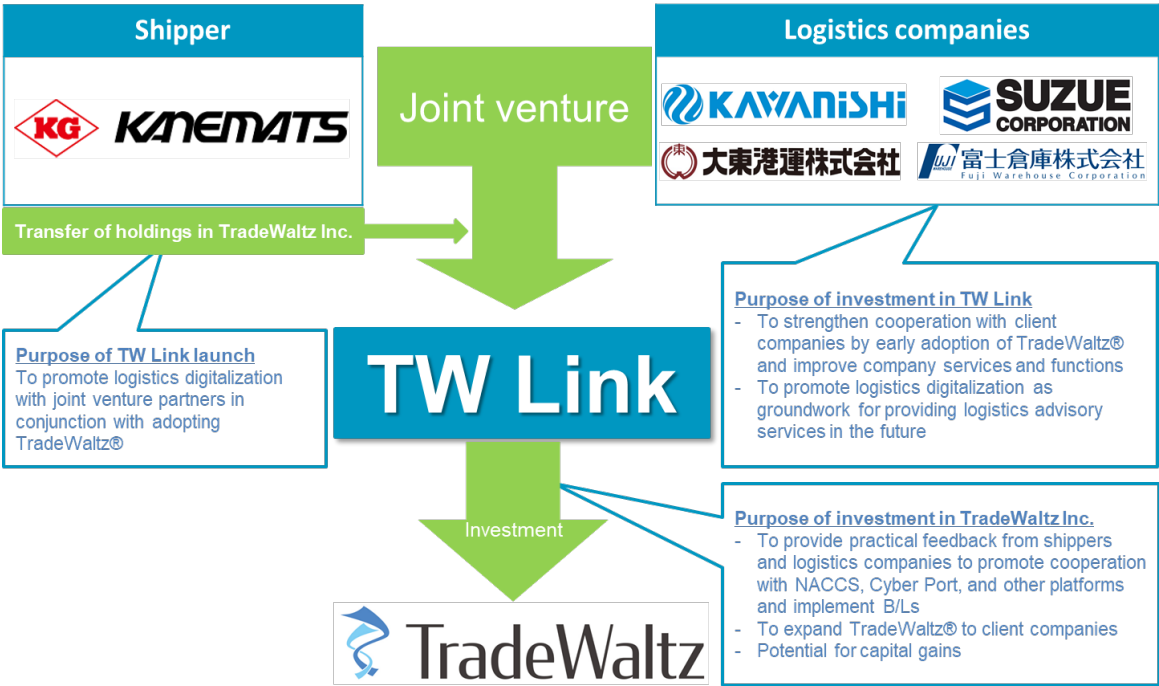 Shipper
KG KANEMATS
Transfer of holdings in TradeWaltz Inc.
Purpose of TW Link launch
To promote logistics digitalization
with joint venture partners in
conjunction with adopting
TradeWaltz®
Joint venture
TW Link
Investment
TradeWaltz
Logistics companies
KAWANiSHi
SUZUE
CORPORATION
東 大東港運株式会社
FUJI 富士倉庫株式会社
WAREHOUSE Fuji Warehouse Corporation
Purpose of investment in TW Link
- To strengthen cooperation with client
companies by early adoption of TradeWaltz®
and improve company services and functions
- To promote logistics digitalization as
groundwork for providing logistics advisory
services in the future
Purpose of investment in TradeWaltz Inc.
- To provide practical feedback from shippers
and logistics companies to promote cooperation
with NACCS, Cyber Port, and other platforms
and implement B/Ls
- To expand TradeWaltz® to client companies
- Potential for capital gains